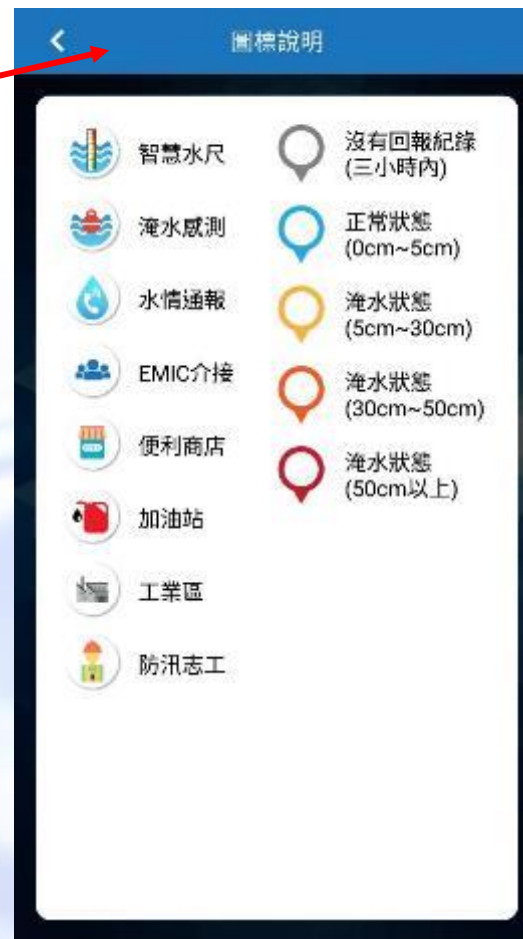 圖標說明
智慧水尺
淹水感測
水情通報
EMIC介接
便利商店
加油站
工業區
防汛志工
沒有回報紀錄
(三小時內)
正常狀態
(0cm~5cm)
淹水狀態
(5cm~30cm)
淹水狀態
(30cm~50cm)
淹水狀態
(50cm以上)